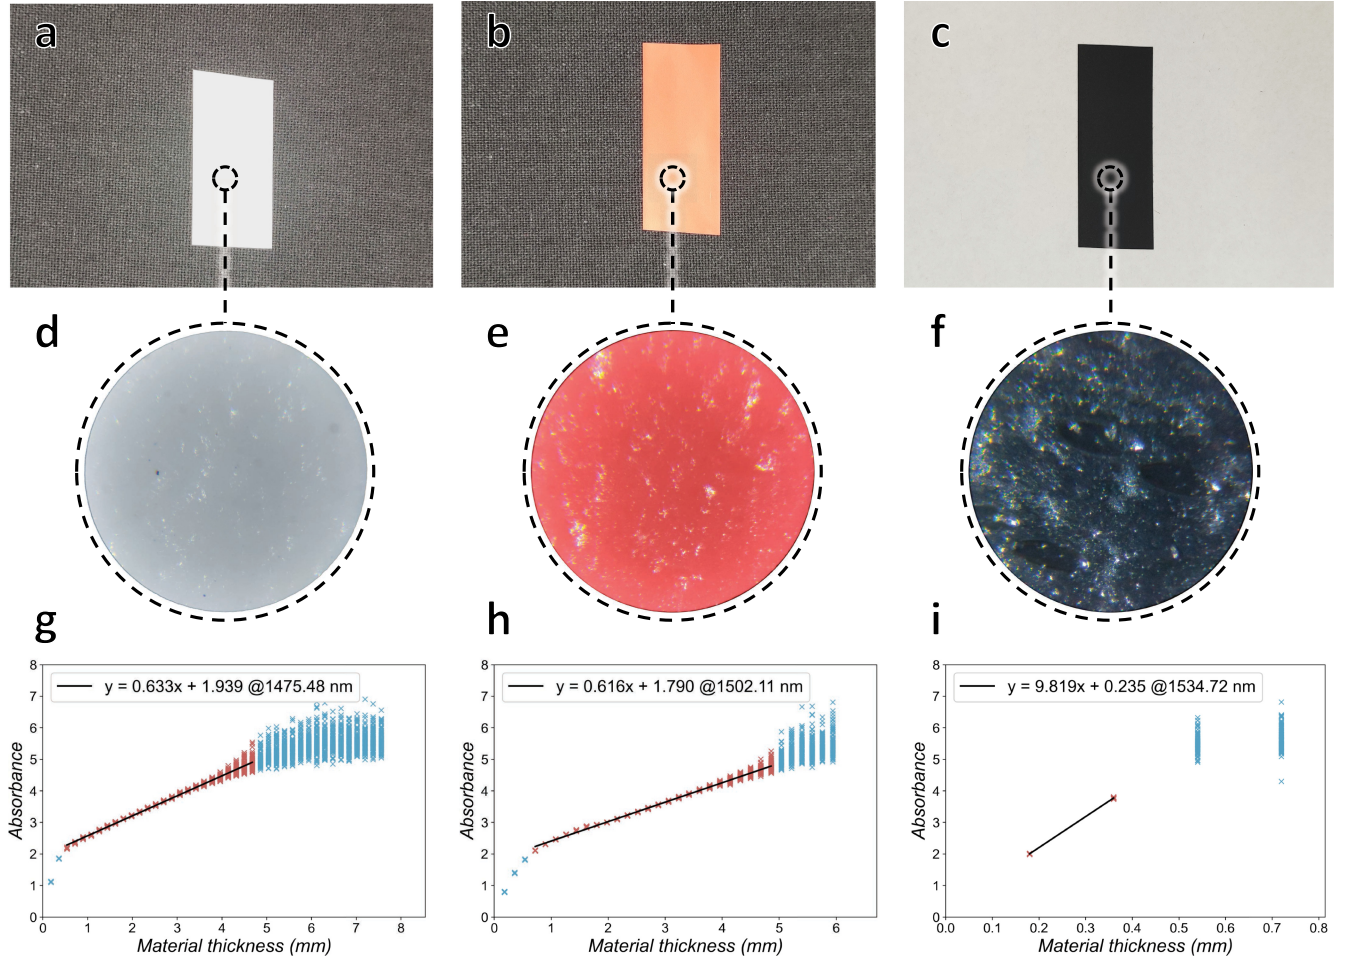 a
b
c
d
e
f
g
h
i
8
7
6
5
4
3
2
1
0
Absorbance
y = 0.633x + 1.939 @1475.48 nm
0 1 2 3 4 5 6 7 8
Material thickness (mm)
8
7
6
5
4
3
2
1
0
Absorbance
y = 0.616x + 1.790 @1502.11 nm
0 1 2 3 4 5 6
Material thickness (mm)
8
7
6
5
4
3
2
1
0
Absorbance
y = 9.819x + 0.235 @1534.72 nm
0.0 0.1 0.2 0.3 0.4 0.5 0.6 0.7 0.8
Material thickness (mm)